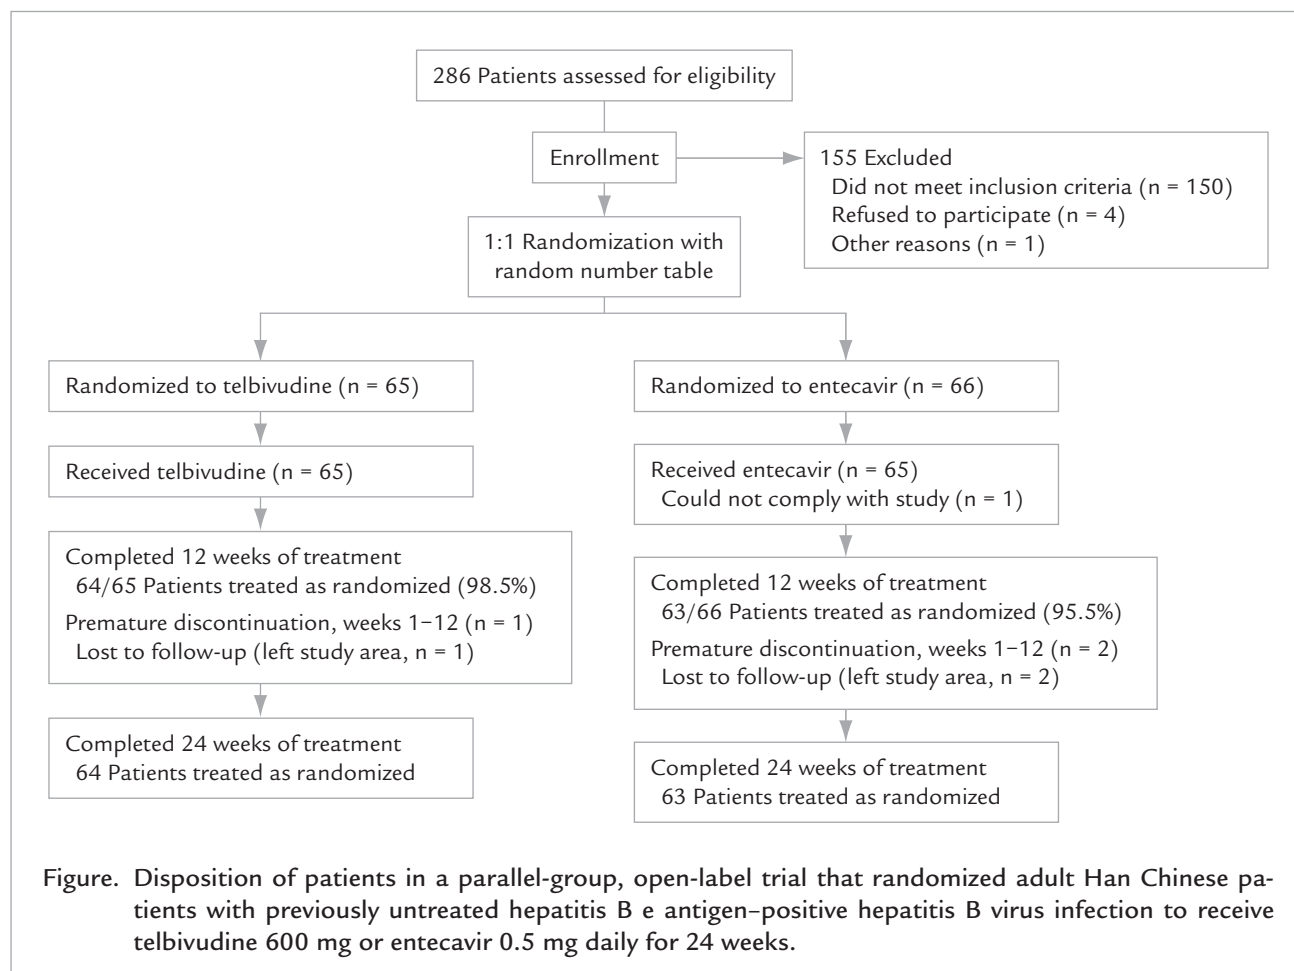 286 Patients assessed for eligibility
Enrollment
155 Excluded
Did not meet inclusion criteria (n = 150)
Refused to participate (n = 4)
Other reasons (n = 1)
1:1 Randomization with
random number table
Randomized to telbivudine (n = 65)
Received telbivudine (n = 65)
Completed 12 weeks of treatment
64/65 Patients treated as randomized (98.5%)
Premature discontinuation, weeks 1–12 (n = 1)
Lost to follow-up (left study area, n = 1)
Completed 24 weeks of treatment
64 Patients treated as randomized
Randomized to entecavir (n = 66)
Received entecavir (n = 65)
Could not comply with study (n = 1)
Completed 12 weeks of treatment
63/66 Patients treated as randomized (95.5%)
Premature discontinuation, weeks 1–12 (n = 2)
Lost to follow-up (left study area, n = 2)
Completed 24 weeks of treatment
63 Patients treated as randomized
Figure. Disposition of patients in a parallel-group, open-label trial that randomized adult Han Chinese pa-
tients with previously untreated hepatitis B e antigen–positive hepatitis B virus infection to receive
telbivudine 600 mg or entecavir 0.5 mg daily for 24 weeks.